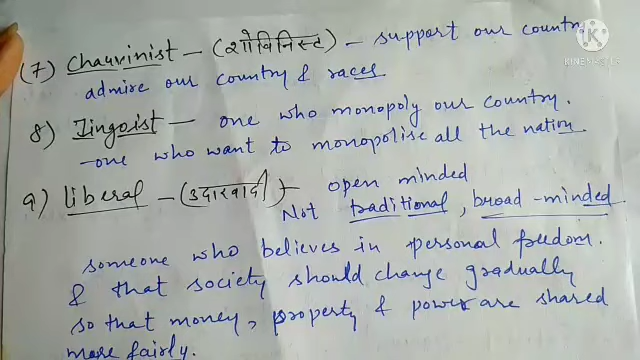 (7) Chauvinist - (शोविनिस्ट) - support our country
admire our country & races
8) Jingoist - one who monopoly our country.
- one who want to monopolise all the nation.
9) liberal - (उदारवादी) - open minded
Not traditional, broad-minded
someone who believes in personal freedom.
& that society should change gradually
so that money, property & power are shared
more fairly.